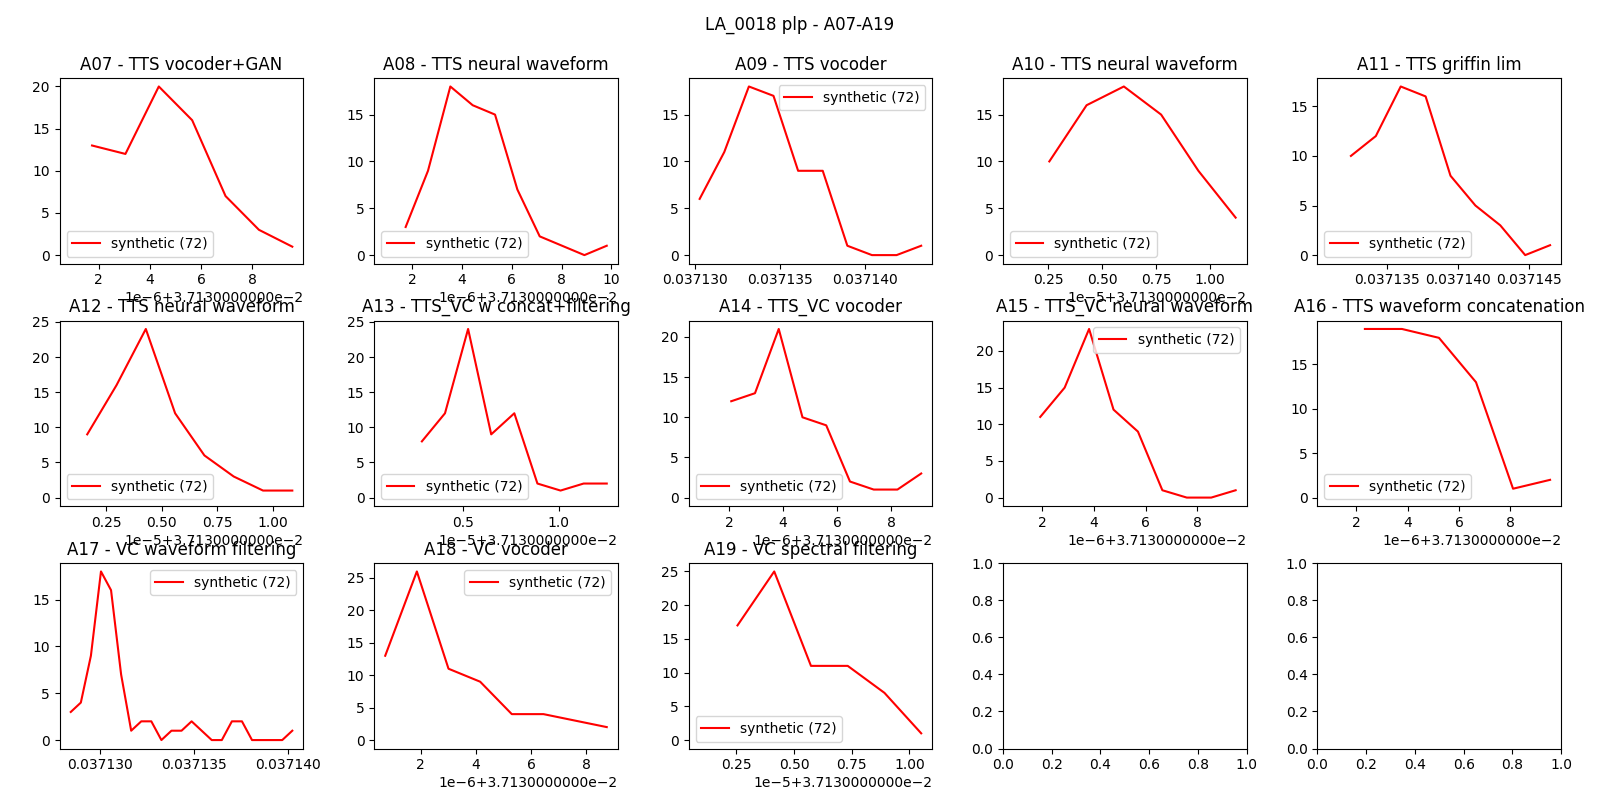 LA_0018 plp - A07-A19
A07 - TTS vocoder+GAN
20
15
10
5
0
synthetic (72)
2 4 6 8
1e−6+3.7130000000e−2
A08 - TTS neural waveform
15
10
5
0
synthetic (72)
2 4 6 8 10
1e−6+3.7130000000e−2
A09 - TTS vocoder
synthetic (72)
15
10
5
0
0.037130 0.037135 0.037140
A10 - TTS neural waveform
15
10
5
0
synthetic (72)
0.25 0.50 0.75 1.00
1e−5+3.7130000000e−2
A11 - TTS griffin lim
15
10
5
0
synthetic (72)
0.037135 0.037140 0.037145
A12 - TTS neural waveform
25
20
15
10
5
0
synthetic (72)
0.25 0.50 0.75 1.00
1e−5+3.7130000000e−2
A13 - TTS_VC w concat+filtering
25
20
15
10
5
0
synthetic (72)
0.5 1.0
1e−5+3.7130000000e−2
A14 - TTS_VC vocoder
20
15
10
5
0
synthetic (72)
2 4 6 8
1e−6+3.7130000000e−2
A15 - TTS_VC neural waveform
synthetic (72)
20
15
10
5
0
2 4 6 8
1e−6+3.7130000000e−2
A16 - TTS waveform concatenation
15
10
5
0
synthetic (72)
2 4 6 8
1e−6+3.7130000000e−2
A17 - VC waveform filtering
synthetic (72)
15
10
5
0
0.037130 0.037135 0.037140
A18 - VC vocoder
synthetic (72)
25
20
15
10
5
0
2 4 6 8
1e−6+3.7130000000e−2
A19 - VC spectral filtering
25
20
15
10
5
0
synthetic (72)
0.25 0.50 0.75 1.00
1e−5+3.7130000000e−2
1.0
0.8
0.6
0.4
0.2
0.0
0.0 0.2 0.4 0.6 0.8 1.0
1.0
0.8
0.6
0.4
0.2
0.0
0.0 0.2 0.4 0.6 0.8 1.0